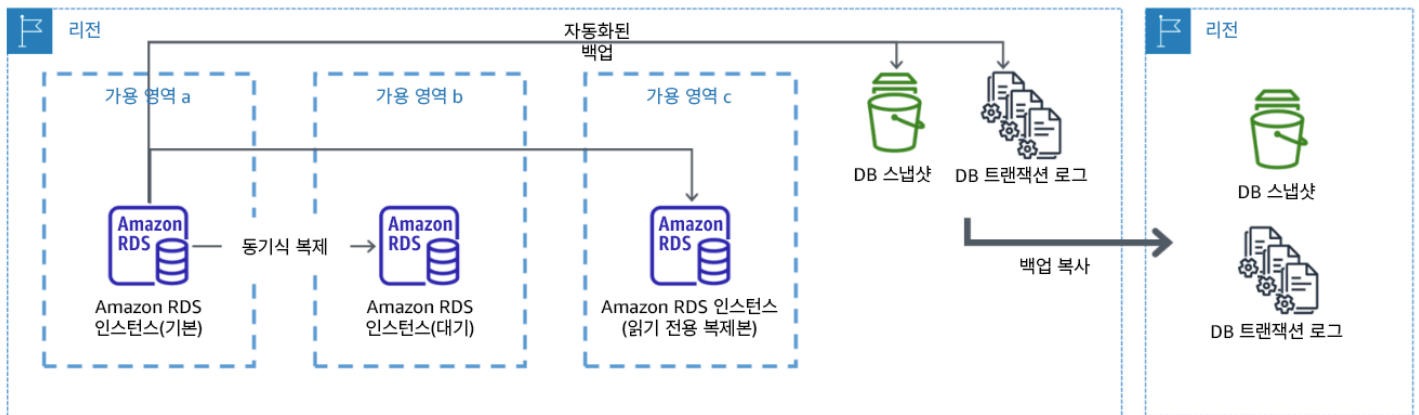 리전
자동화된
백업
가용 영역 a
가용 영역 b
가용 영역 c
DB 스냅샷
DB 트랜잭션 로그
Amazon
RDS
동기식 복제
Amazon
RDS
Amazon
RDS
Amazon RDS
인스턴스(기본)
Amazon RDS
인스턴스(대기)
Amazon RDS 인스턴스
(읽기 전용 복제본)
백업 복사
리전
DB 스냅샷
DB 트랜잭션 로그